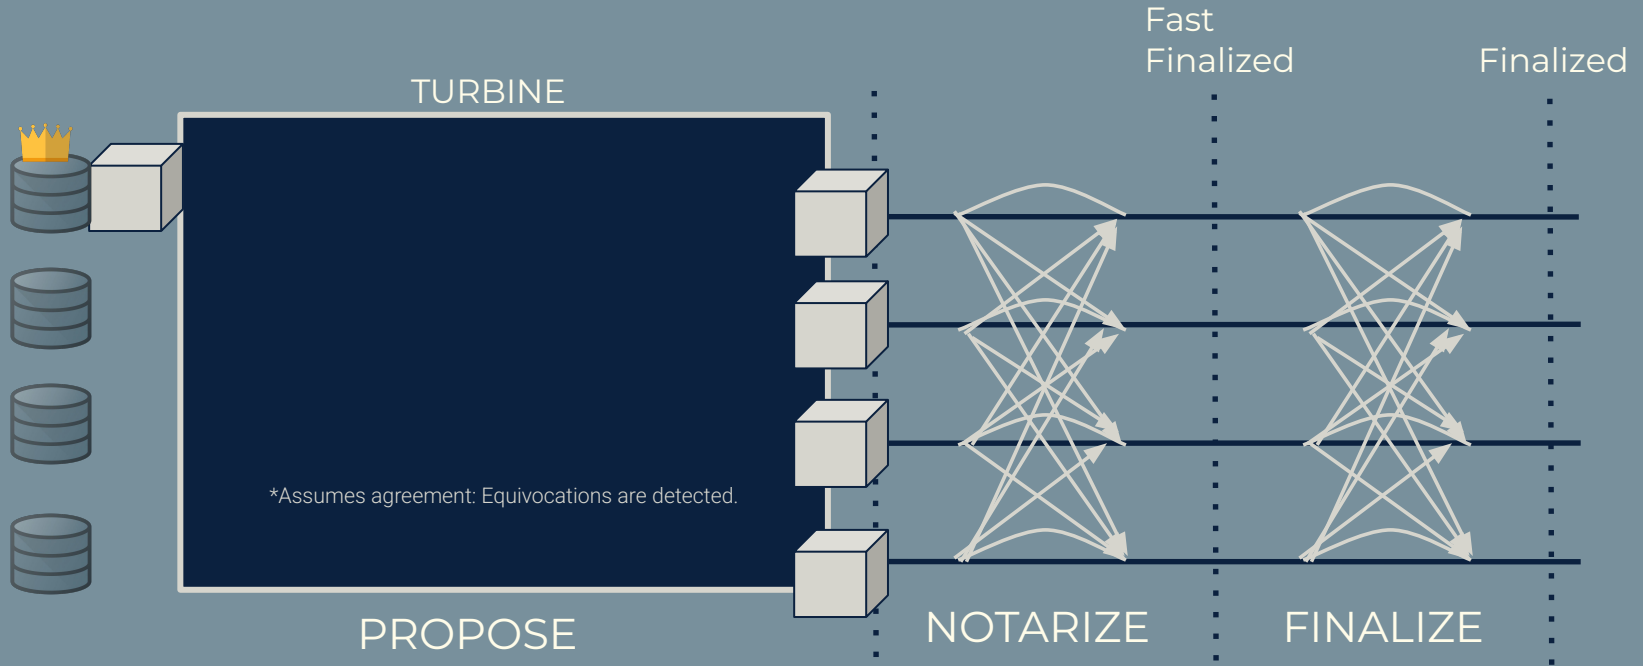 Fast
Finalized
Finalized
TURBINE
*Assumes agreement: Equivocations are detected.
PROPOSE
NOTARIZE
FINALIZE